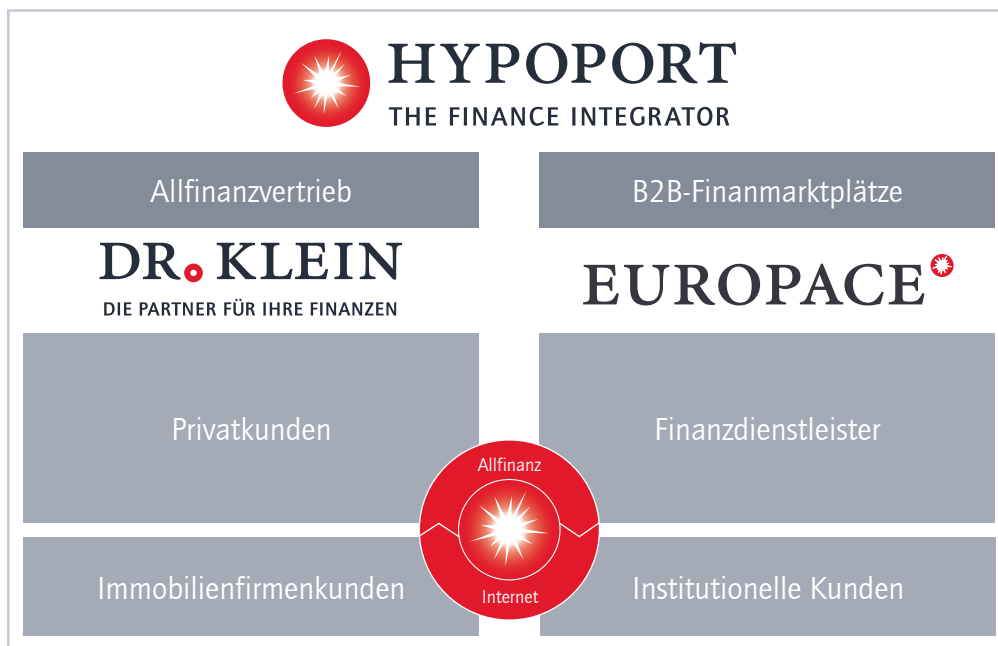 HYPOPORT
THE FINANCE INTEGRATOR
Allfinanzvertrieb
B2B-Finanmarktplätze
DR. KLEIN
DIE PARTNER FÜR IHRE FINANZEN
EUROPACE
Privatkunden
Finanzdienstleister
Allfinanz
Internet
Immobilienfirmenkunden
Institutionelle Kunden